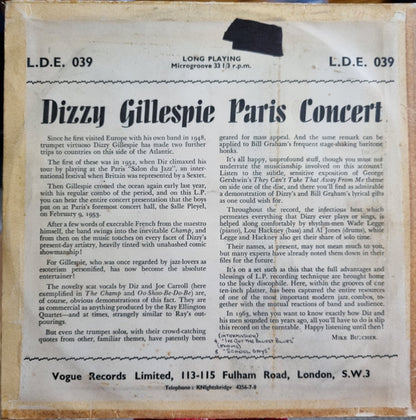 L.D.E. 039
LONG PLAYING
Microgroove 33 1/3 r.p.m.
L.D.E. 039
Dizzy Gillespie Paris Concert
Since he first visited Europe with his own band in 1948,
trumpet virtuoso Dizzy Gillespie has made two further
trips to countries on this side of the Atlantic.
The first of these was in 1952, when Diz climaxed his
tour by playing at the Paris "Salon du Jazz", an inter-
national festival when Britain was represented by a sextet.
Then Gillespie crossed the ocean again early last year,
with his regular combo of the period, and on this L.P.
you can hear the entire concert presentation that the boys
put on at Paris's foremost concert hall, the Salle Pleyel,
on February 9, 1953.
After a few words of execrable French from the maestro
himself, the band swings into the inevitable Champ, and
from then on the music touches on every facet of Dizzy's
present-day artistry, heavily tinted with unabashed comic
showmanship!
For Gillespie, who was once regarded by jazz-lovers as
esoterism personified, has now become the absolute
entertainer!
The novelty scat vocals by Diz and Joe Carroll (here
exemplified in The Champ and Oo-Shoo-Be-Do-Be) are,
of course, obvious demonstrations of this fact. They are
as commercial as anything produced by the Ray Ellington
Quartet—and at times, strangely similar to Ray's out-
pourings.
But even the trumpet solos, with their crowd-catching
quotes from other, familiar themes, have patently been
geared for mass appeal. And the same remark can be
applied to Bill Graham's frequent stage-shaking baritone
honks.
It's all happy, unprofound stuff, though you must not
underrate the musicianship involved on this account!
Listen to the subtle, sensitive exposition of George
Gershwin's They Can't Take That Away From Me theme
on side one of the disc, and there you'll find as admirable
a demonstration of Dizzy's and Bill Graham's lyrical gifts
as one could wish for.
Throughout the record, the infectious beat, which
permeates everything that Dizzy ever plays or sings, is
helped along comfortably by rhythm-men Wade Legge
(piano), Lou Hackney (bass) and Al Jones (drums), while
Legge and Hackney also get their share of solo time.
Their names, at present, may not mean much to you,
but many experts have already noted them down in their
files for the future.
It's on a set such as this that the full advantages and
blessings of L.P. recording technique are brought home
to the lucky discophile. Here, within the grooves of one
ten-inch platter, has been captured the entire resources
of one of the most important modern jazz combos, to-
gether with the mutual reactions of band and audience.
In 1963, when you want to know exactly how Diz and
his men sounded ten years ago, all you'll have to do is slip
this record on the turntable. Happy listening until then!
Mike Butcher.
"School Days"
Vogue Records Limited, 113-115 Fulham Road, London, S.W.3
Telephone: KNightsbridge 4256-7-8